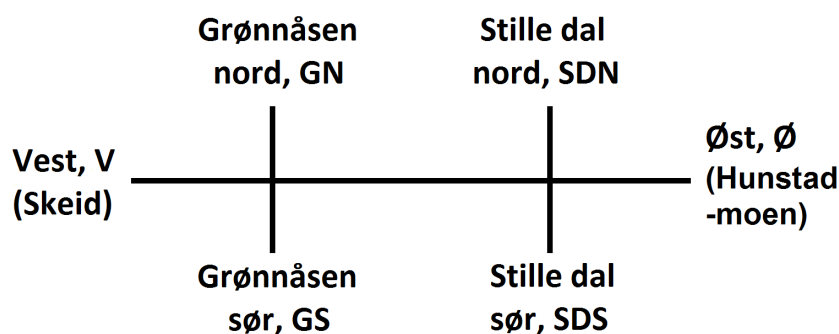 Grønnåsen
nord, GN
Stille dal
nord, SDN
Vest, V
(Skeid)
Øst, Ø
(Hunstad
-moen)
Grønnåsen
sør, GS
Stille dal
sør, SDS